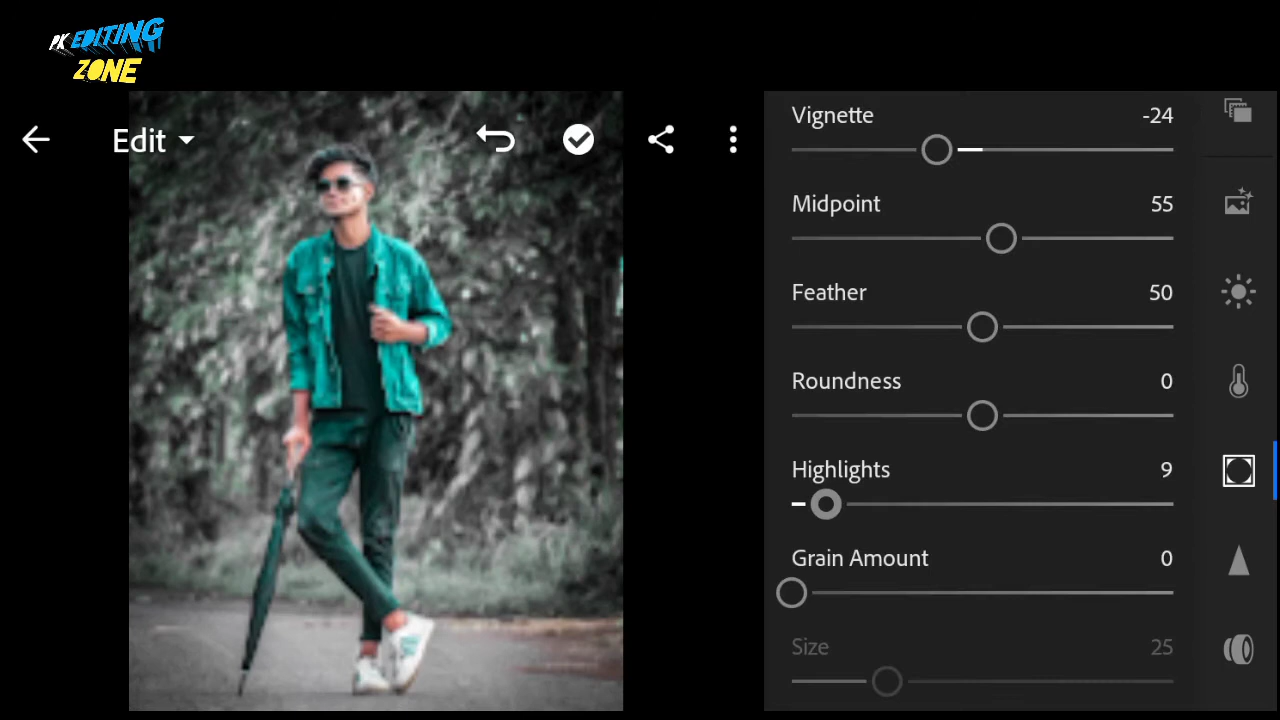 PK EDITING
ZONE
Edit
Vignette -24
Midpoint 55
Feather 50
Roundness 0
Highlights 9
Grain Amount 0
Size 25